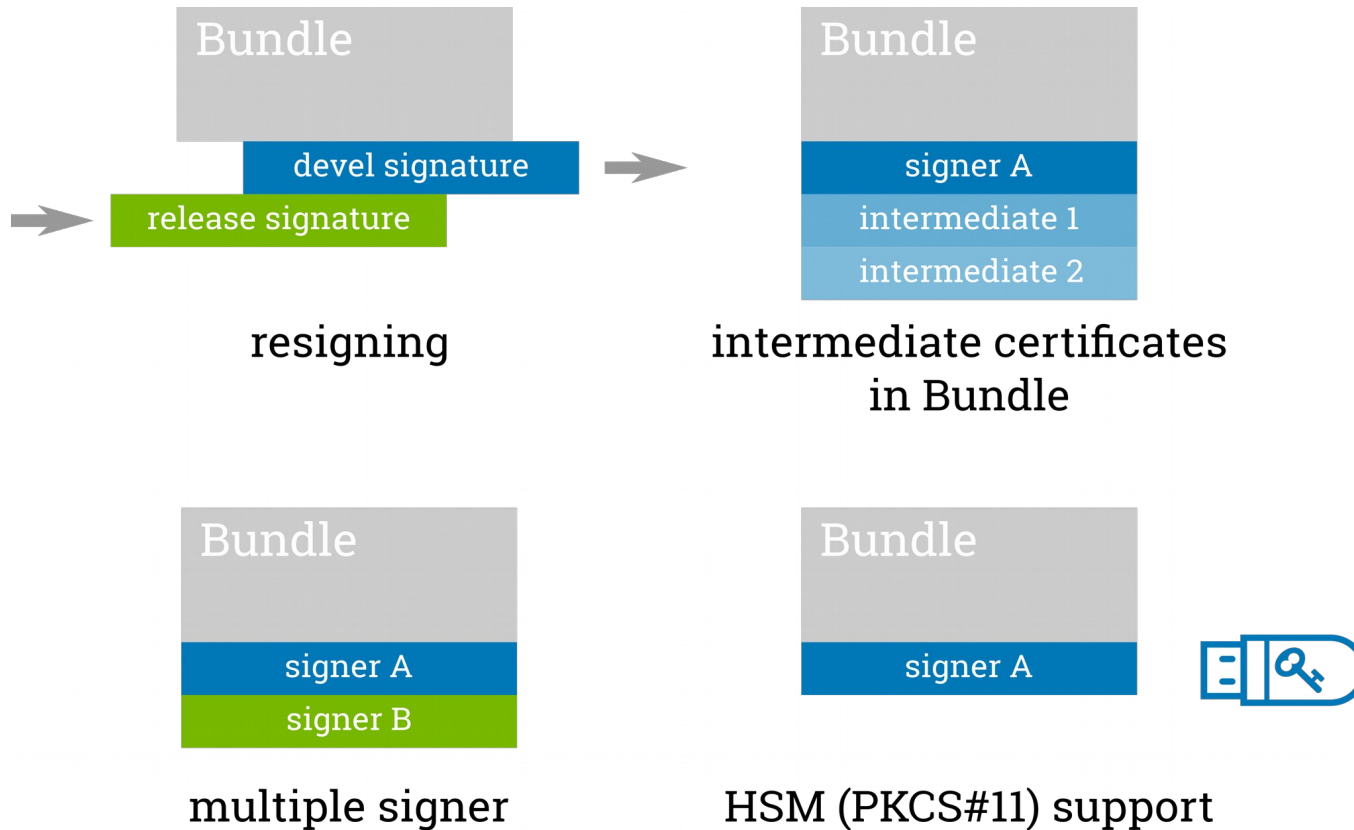 Bundle
devel signature
release signature
resigning
Bundle
signer A
intermediate 1
intermediate 2
intermediate certificates
in Bundle
Bundle
signer A
signer B
multiple signer
Bundle
signer A
HSM (PKCS#11) support